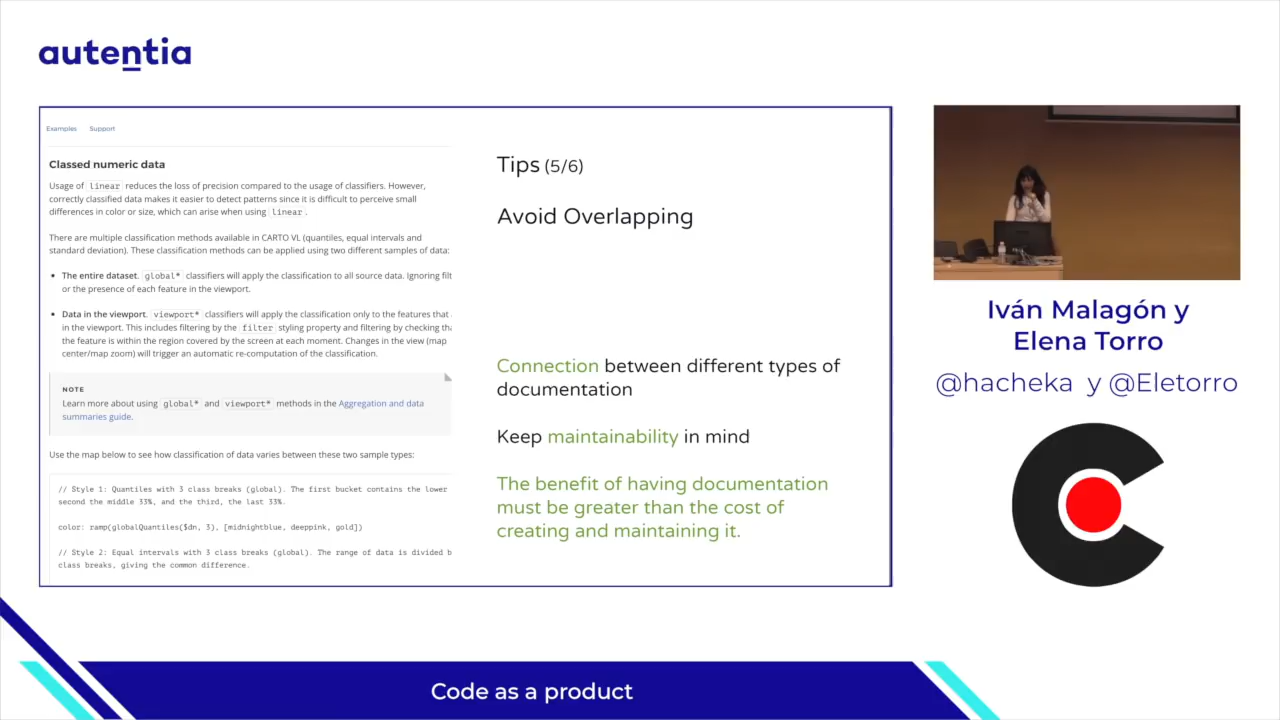 autentia
Examples Support
Classed numeric data
Usage of linear reduces the loss of precision compared to the usage of classifiers. However,
correctly classified data makes it easier to detect patterns since it is difficult to perceive small
differences in color or size, which can arise when using linear .
There are multiple classification methods available in CARTO VL (quantiles, equal intervals and
standard deviation). These classification methods can be applied using two different samples of data:
• The entire dataset. global* classifiers will apply the classification to all source data. Ignoring filt
or the presence of each feature in the viewport.
• Data in the viewport. viewport* classifiers will apply the classification only to the features that
in the viewport. This includes filtering by the filter styling property and filtering by checking tha
the feature is within the region covered by the screen at each moment. Changes in the view (map
center/map zoom) will trigger an automatic re-computation of the classification.
NOTE
Learn more about using global* and viewport* methods in the Aggregation and data
summaries guide.
Use the map below to see how classification of data varies between these two sample types:
// Style 1: Quantiles with 3 class breaks (global). The first bucket contains the lower
second the middle 33%, and the third, the last 33%.
color: ramp(globalQuantiles($dn, 3), [midnightblue, deeppink, gold])
// Style 2: Equal intervals with 3 class breaks (global). The range of data is divided b
class breaks, giving the common difference.
Tips (5/6)
Avoid Overlapping
Connection between different types of
documentation
Keep maintainability in mind
The benefit of having documentation
must be greater than the cost of
creating and maintaining it.
Iván Malagón y
Elena Torro
@hacheka y @Eletorro
Code as a product